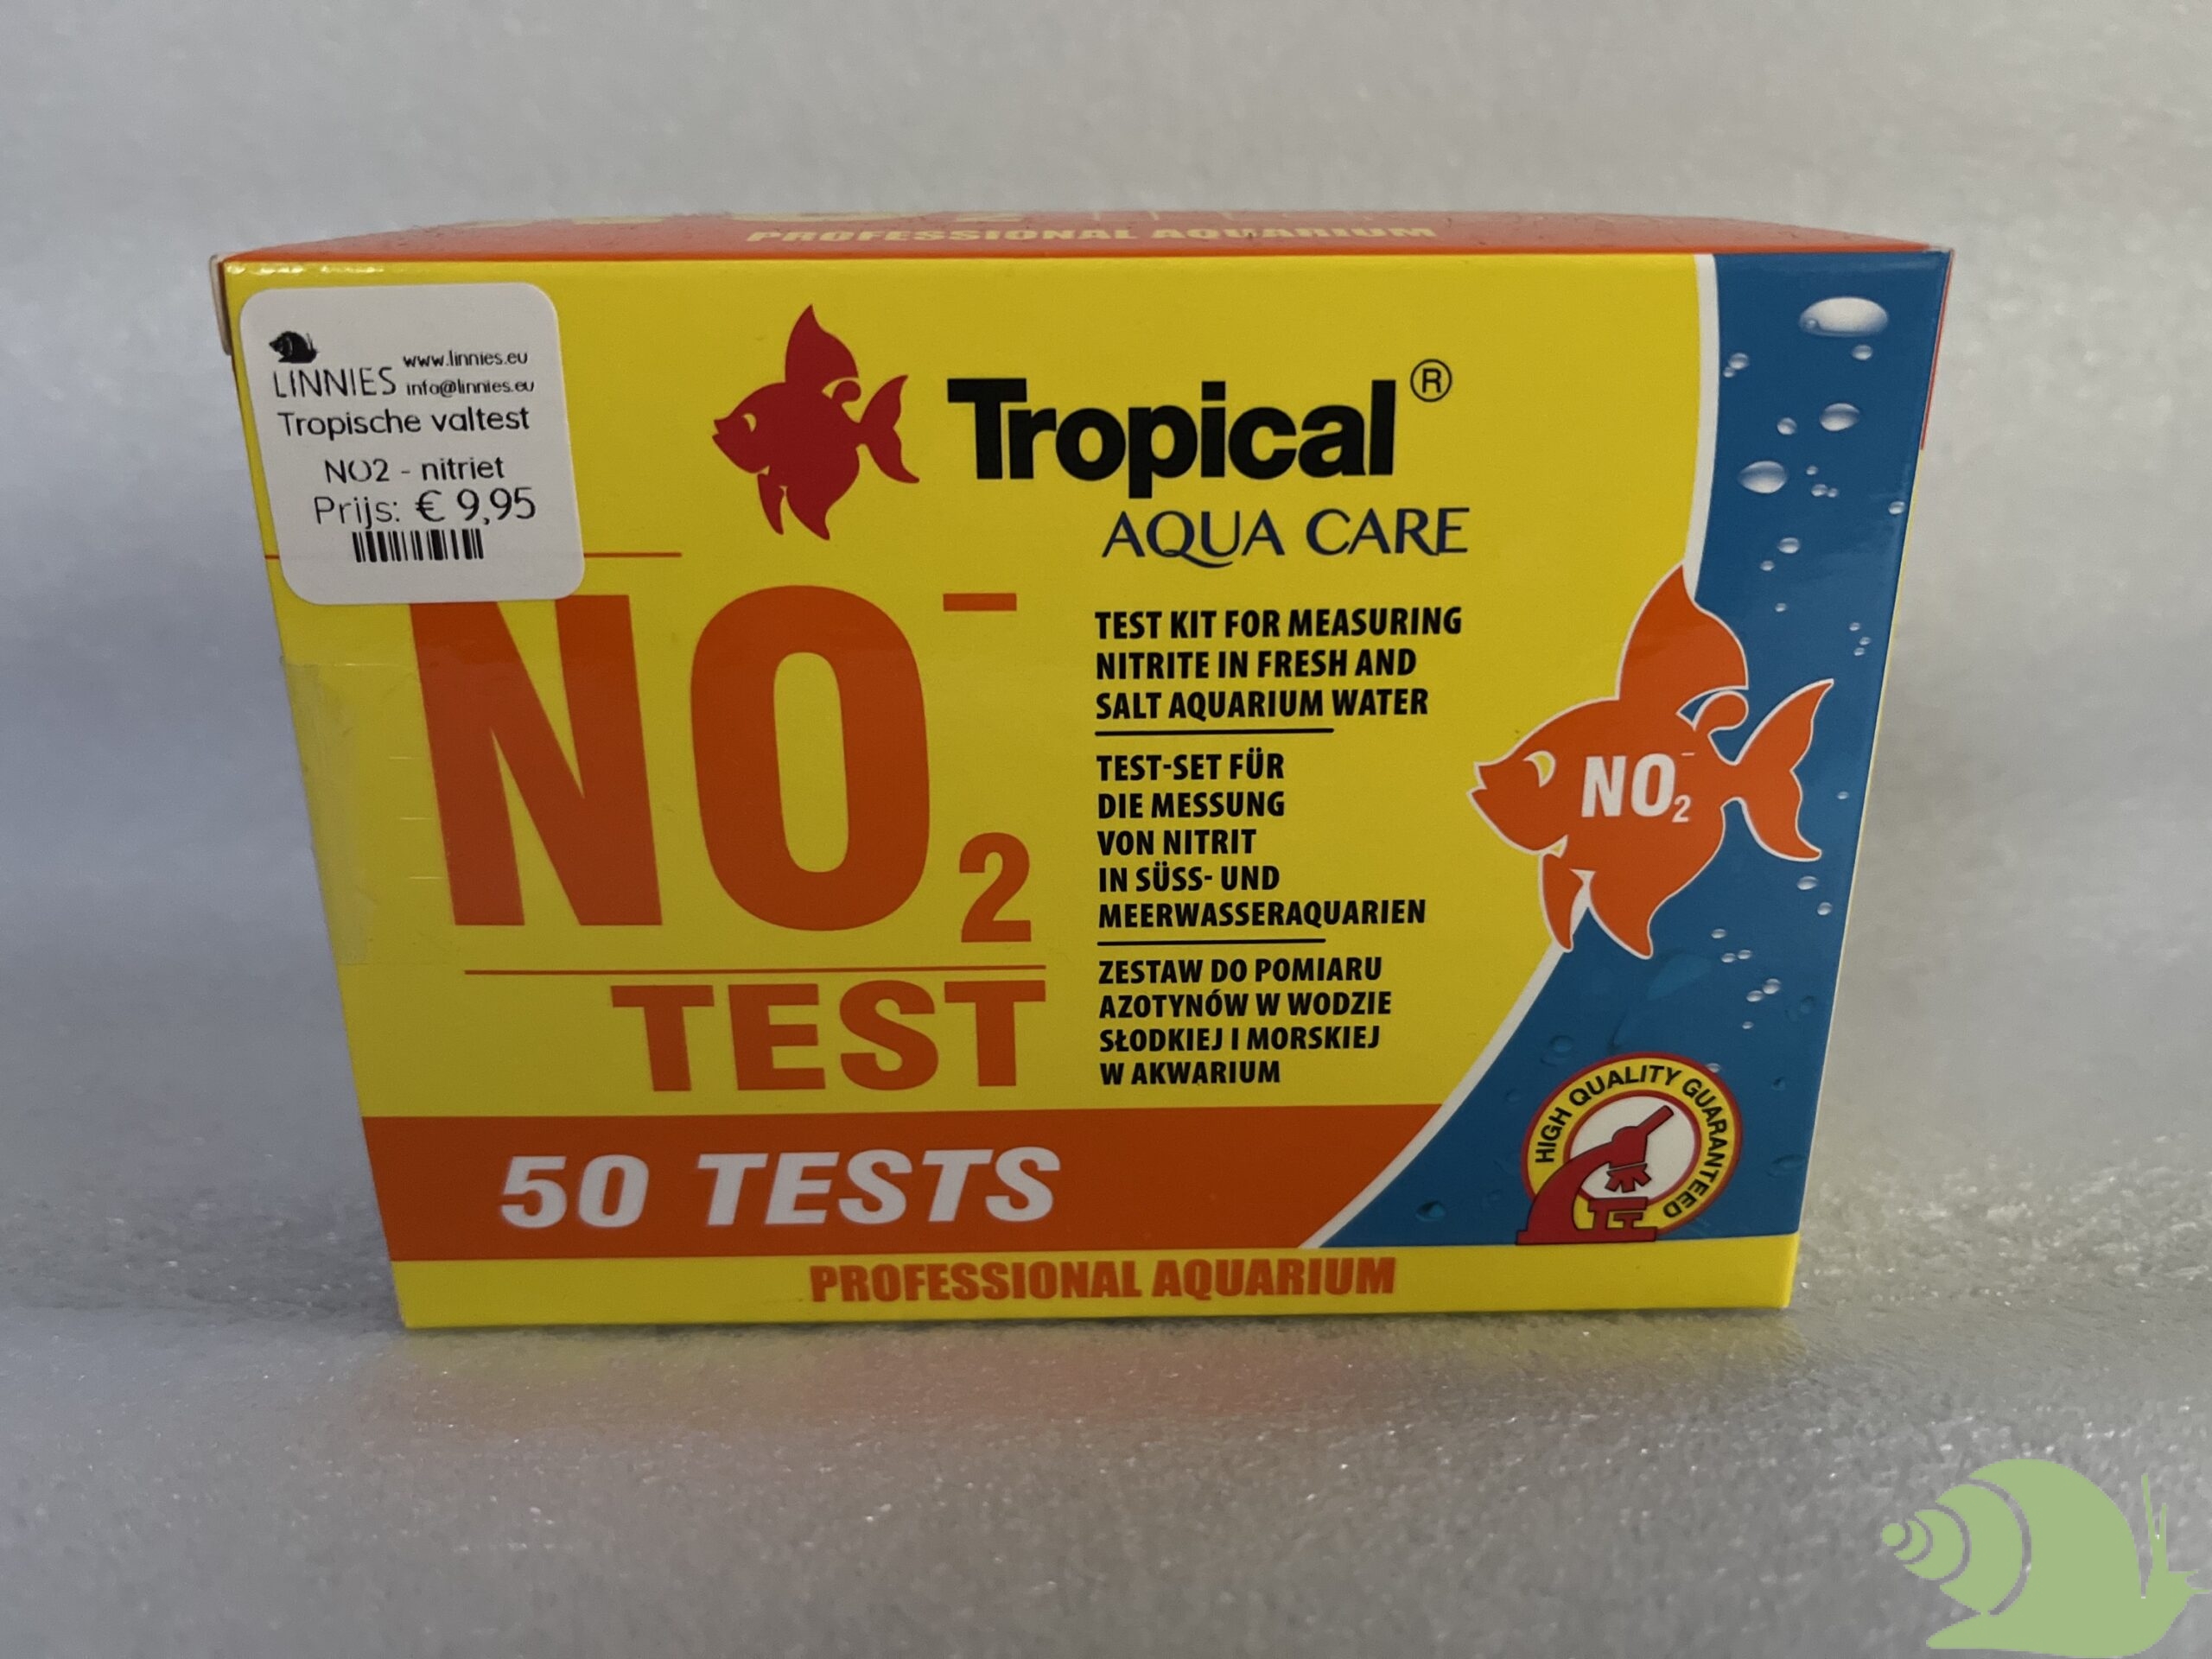 PROFESSIONAL AQUARIUM
LINNIES
www.linnies.eu
info@linnies.eu
Tropische valtest
NO2 - nitriet
Prijs: € 9,95
Tropical®
AQUA CARE
NO₂⁻
TEST
TEST KIT FOR MEASURING
NITRITE IN FRESH AND
SALT AQUARIUM WATER
TEST-SET FÜR
DIE MESSUNG
VON NITRIT
IN SÜSS- UND
MEERWASSERAQUARIEN
ZESTAW DO POMIARU
AZOTYNÓW W WODZIE
SŁODKIEJ I MORSKIEJ
W AKWARIUM
NO₂⁻
HIGH QUALITY GUARANTEED
50 TESTS
PROFESSIONAL AQUARIUM